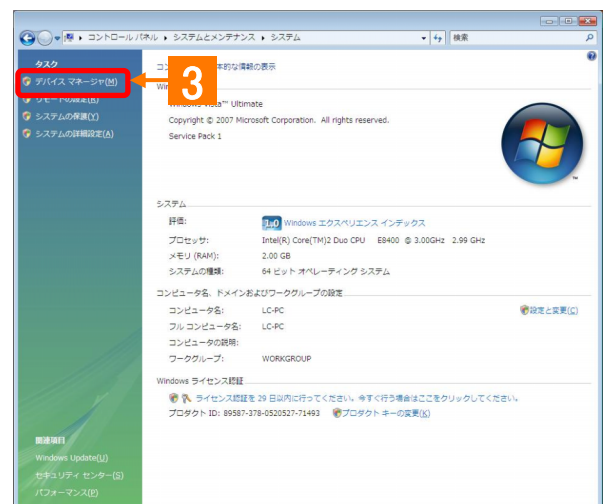 コントロール パネル ▸ システムとメンテナンス ▸ システム
検索
タスク
デバイス マネージャ(M)
リモートの設定(R)
システムの保護(Y)
システムの詳細設定(A)
3
本的な情報の表示
Windows Vista™ Ultimate
Copyright © 2007 Microsoft Corporation. All rights reserved.
Service Pack 1
システム
評価:
Windows エクスペリエンス インデックス
プロセッサ: Intel(R) Core(TM)2 Duo CPU E8400 @ 3.00GHz 2.99 GHz
メモリ (RAM): 2.00 GB
システムの種類: 64 ビット オペレーティング システム
コンピュータ名、ドメインおよびワークグループの設定
コンピュータ名: LC-PC
設定と変更(C)
フル コンピュータ名: LC-PC
コンピュータの説明:
ワークグループ: WORKGROUP
Windows ライセンス認証
ライセンス認証を 29 日以内に行ってください。今すぐ行う場合はここをクリックしてください。
プロダクト ID: 89587-378-0520527-71493 プロダクト キーの変更(K)
関連項目
Windows Update(U)
セキュリティ センター(S)
パフォーマンス(P)